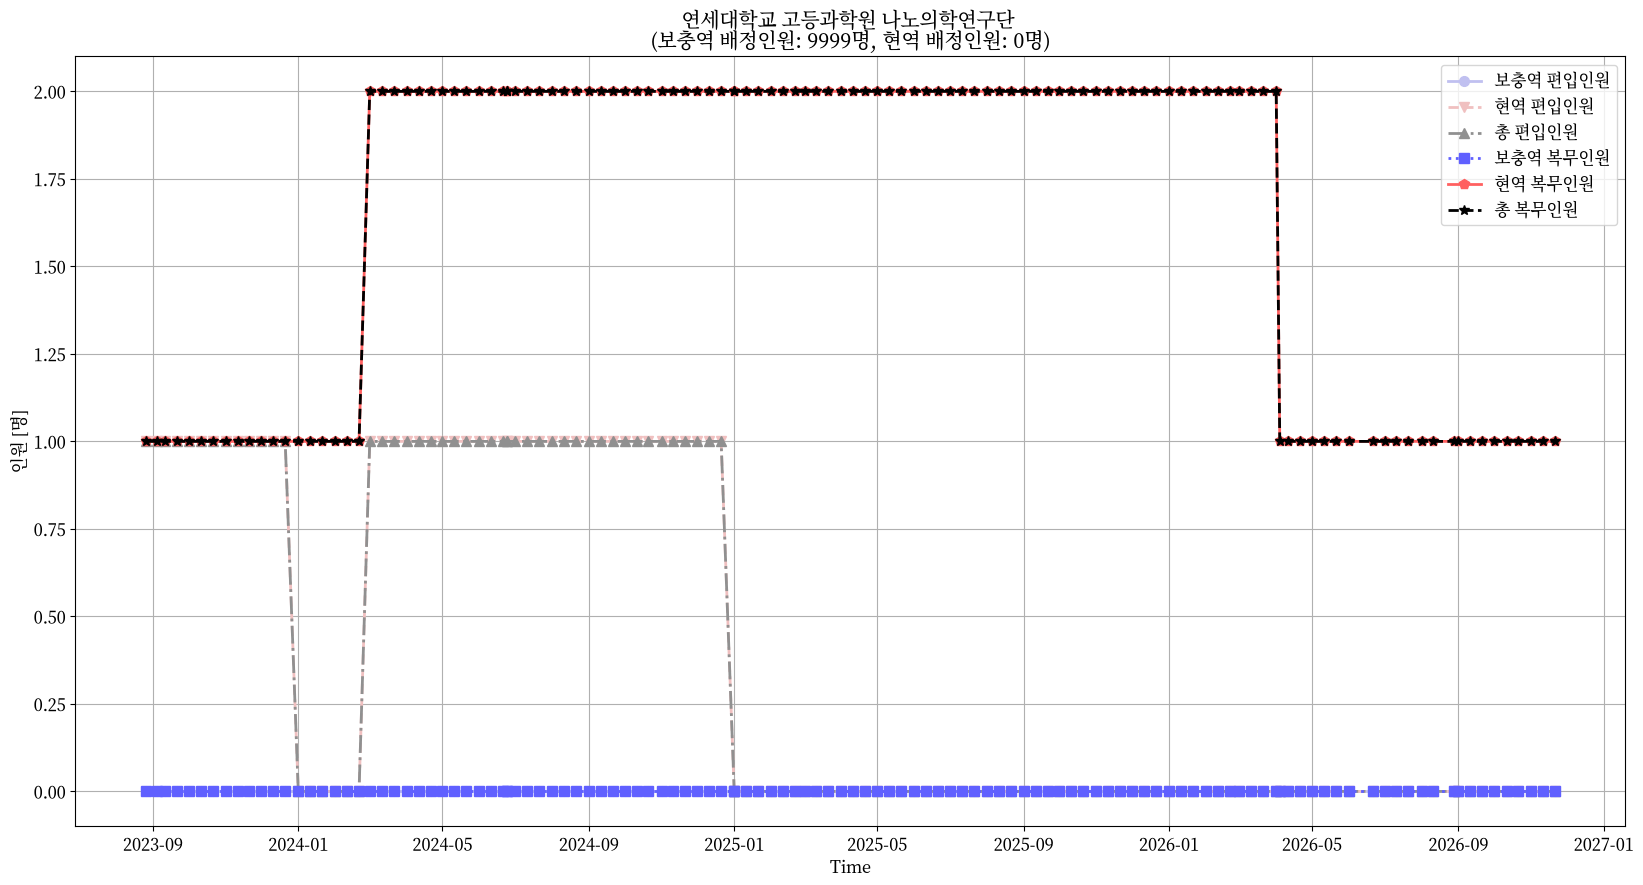 연세대학교 고등과학원 나노의학연구단
(보충역 배정인원: 9999명, 현역 배정인원: 0명)
보충역 편입인원
현역 편입인원
총 편입인원
보충역 복무인원
현역 복무인원
총 복무인원
인원 [명]
2.00
1.75
1.50
1.25
1.00
0.75
0.50
0.25
0.00
2023-09
2024-01
2024-05
2024-09
2025-01
2025-05
2025-09
2026-01
2026-05
2026-09
2027-01
Time